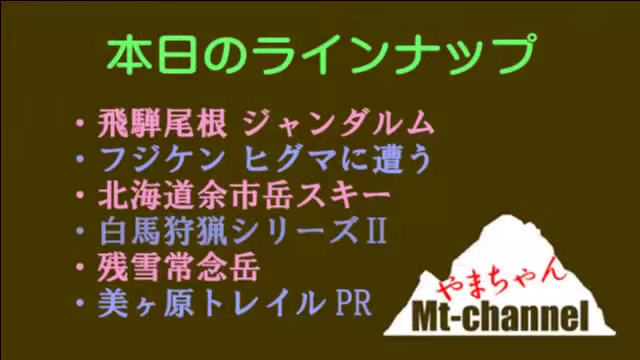 本日のラインナップ
・飛騨尾根 ジャンダルム
・フジケン ヒグマに遭う
・北海道余市岳スキー
・白馬狩猟シリーズⅡ
・残雪常念岳
・美ヶ原トレイルPR
やまちゃん
Mt-channel